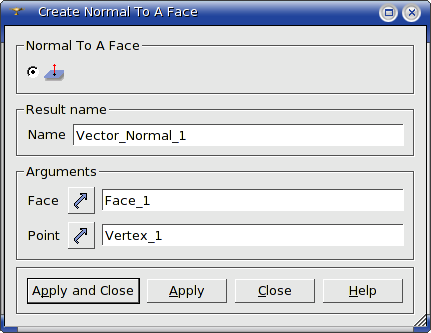 Create Normal To A Face
Normal To A Face
Result name
Name Vector_Normal_1
Arguments
Face Face_1
Point Vertex_1
Apply and Close Apply Close Help